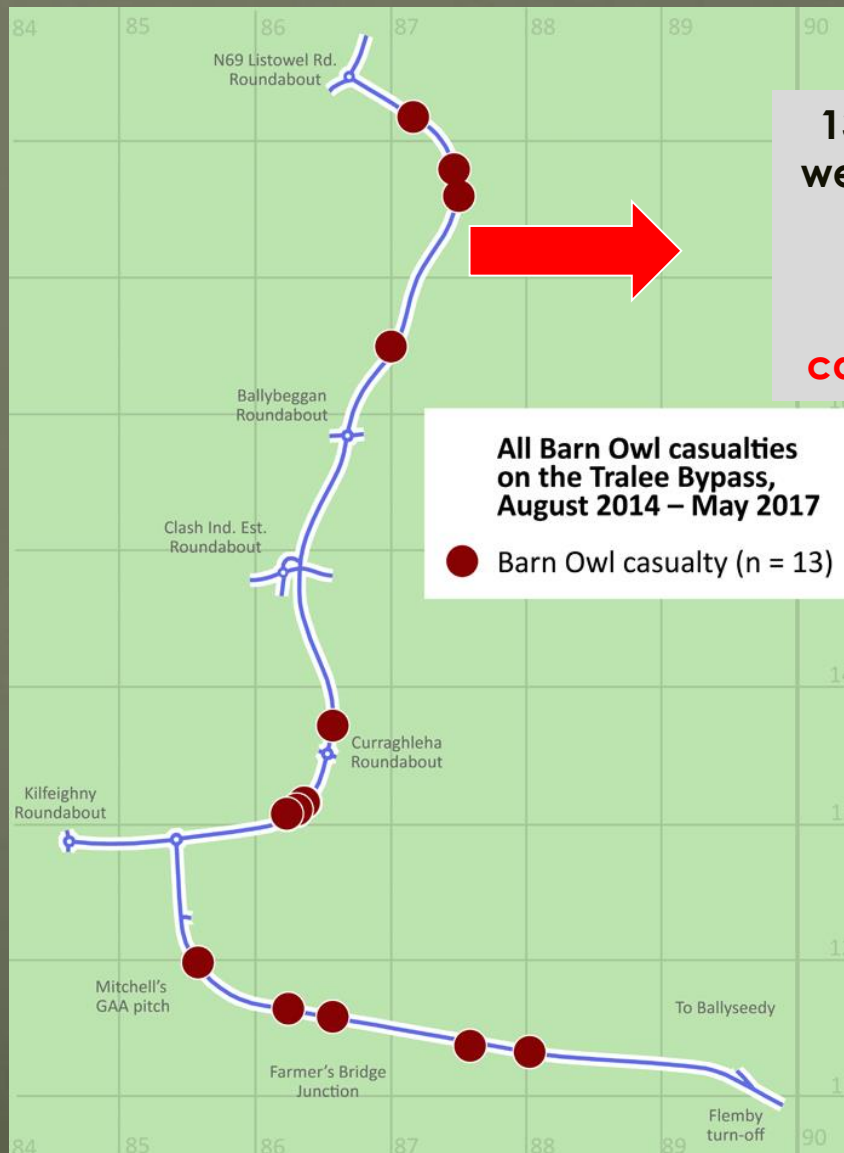 84 85 86 87 88 89 90
N69 Listowel Rd.
Roundabout
we
Ballybeggan
Roundabout
All Barn Owl casualties
on the Tralee Bypass,
August 2014 – May 2017
Barn Owl casualty (n = 13)
Clash Ind. Est.
Roundabout
Curraghleha
Roundabout
Kilfeighny
Roundabout
Mitchell's
GAA pitch
To Ballyseedy
Farmer's Bridge
Junction
Flemby
turn-off
84 85 86 87 88 89 90